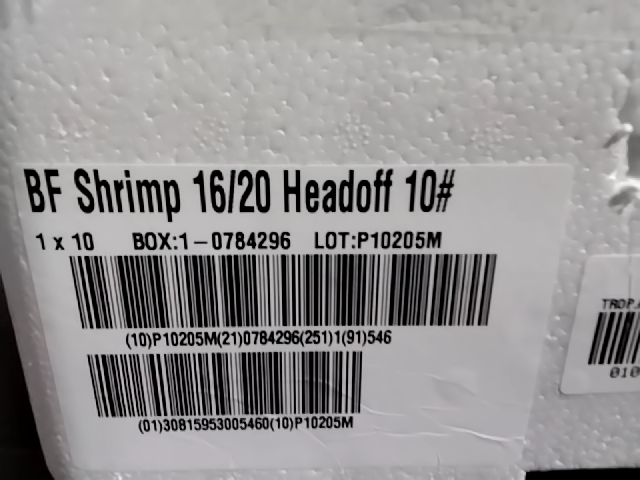 BF Shrimp 16/20 Headoff 10#
1 x 10 BOX:1-0784296 LOT:P10205M
(10)P10205M(21)0784296(251)1(91)546
(01)30815953005460(10)P10205M